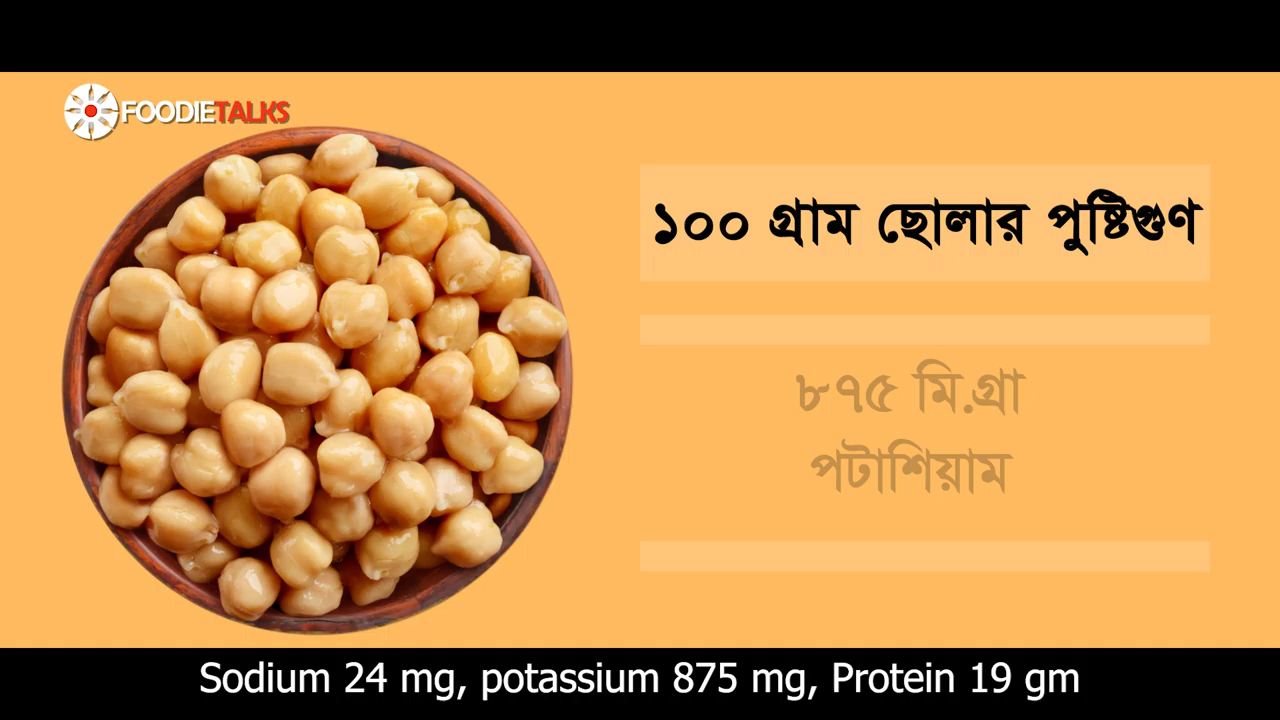 FOODIETALKS
১০০ গ্রাম ছোলার পুষ্টিগুণ
৮৭৫ মি.গ্রা
পটাশিয়াম
Sodium 24 mg, potassium 875 mg, Protein 19 gm